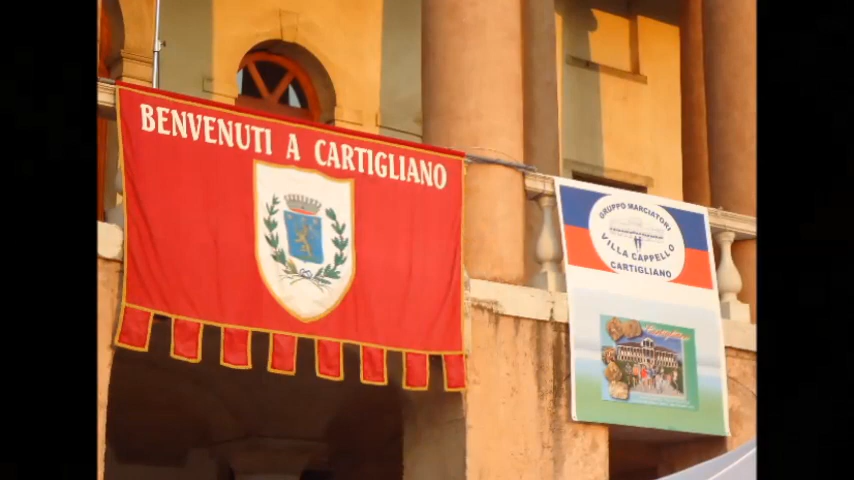 BENVENUTI A CARTIGLIANO
GRUPPO MARCIATORI
VILLA CAPPELLO
CARTIGLIANO